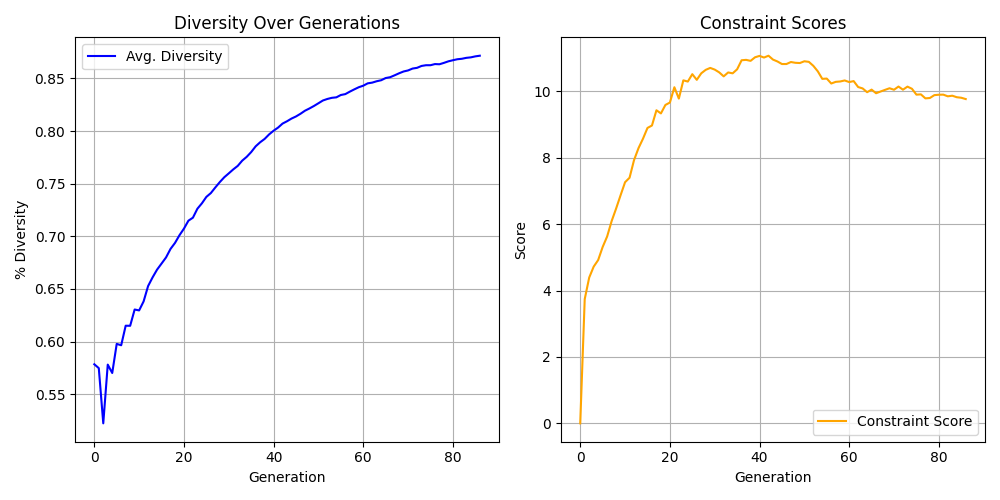 Diversity Over Generations
Avg. Diversity
% Diversity
0.85
0.80
0.75
0.70
0.65
0.60
0.55
0 20 40 60 80
Generation
Constraint Scores
Score
10
8
6
4
2
0
Constraint Score
0 20 40 60 80
Generation